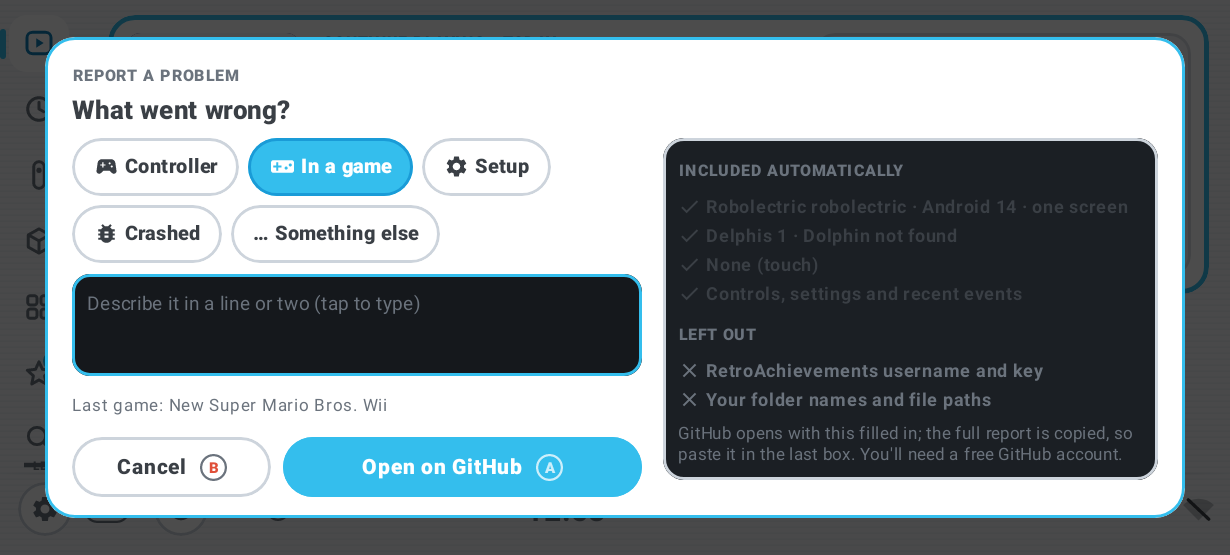 REPORT A PROBLEM
What went wrong?
Controller
In a game
Setup
Crashed
... Something else
Describe it in a line or two (tap to type)
Last game: New Super Mario Bros. Wii
Cancel B
Open on GitHub A
INCLUDED AUTOMATICALLY
Robolectric robolectric · Android 14 · one screen
Delphis 1 · Dolphin not found
None (touch)
Controls, settings and recent events
LEFT OUT
RetroAchievements username and key
Your folder names and file paths
GitHub opens with this filled in; the full report is copied, so
paste it in the last box. You'll need a free GitHub account.